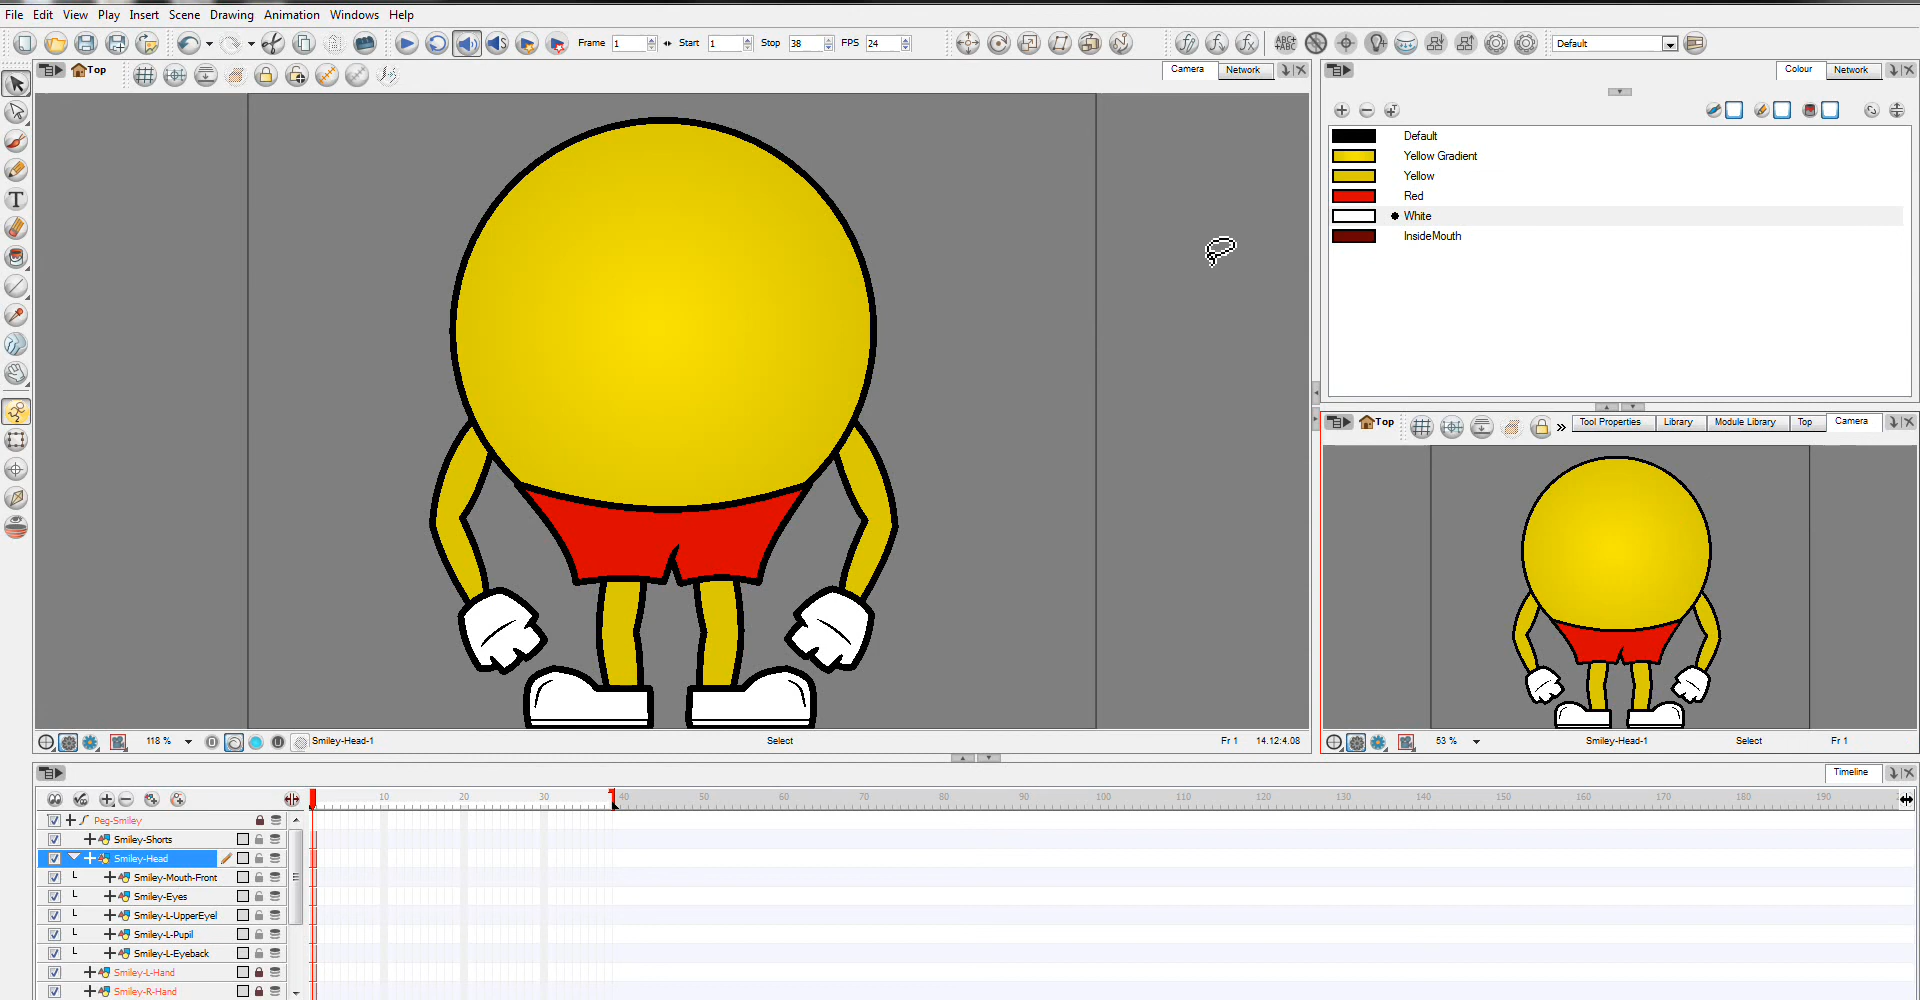 File Edit View Play Insert Scene Drawing Animation Windows Help
Frame 1 Start 1 Stop 38 FPS 24 Default
Top Camera Network
Colour Network
Default
Yellow Gradient
Yellow
Red
White
InsideMouth
Top Tool Properties Library Module Library Top Camera
118 % Smiley-Head-1 Select Fr 1 14.12:4.08
53 % Smiley-Head-1 Select Fr 1
Timeline
10 20 30 40 50 60 70 80 90 100 110 120 130 140 150 160 170 180 190
Peg-Smiley
Smiley-Shorts
Smiley-Head
Smiley-Mouth-Front
Smiley-Eyes
Smiley-L-UpperEyel
Smiley-L-Pupil
Smiley-L-Eyeback
Smiley-L-Hand
Smiley-R-Hand